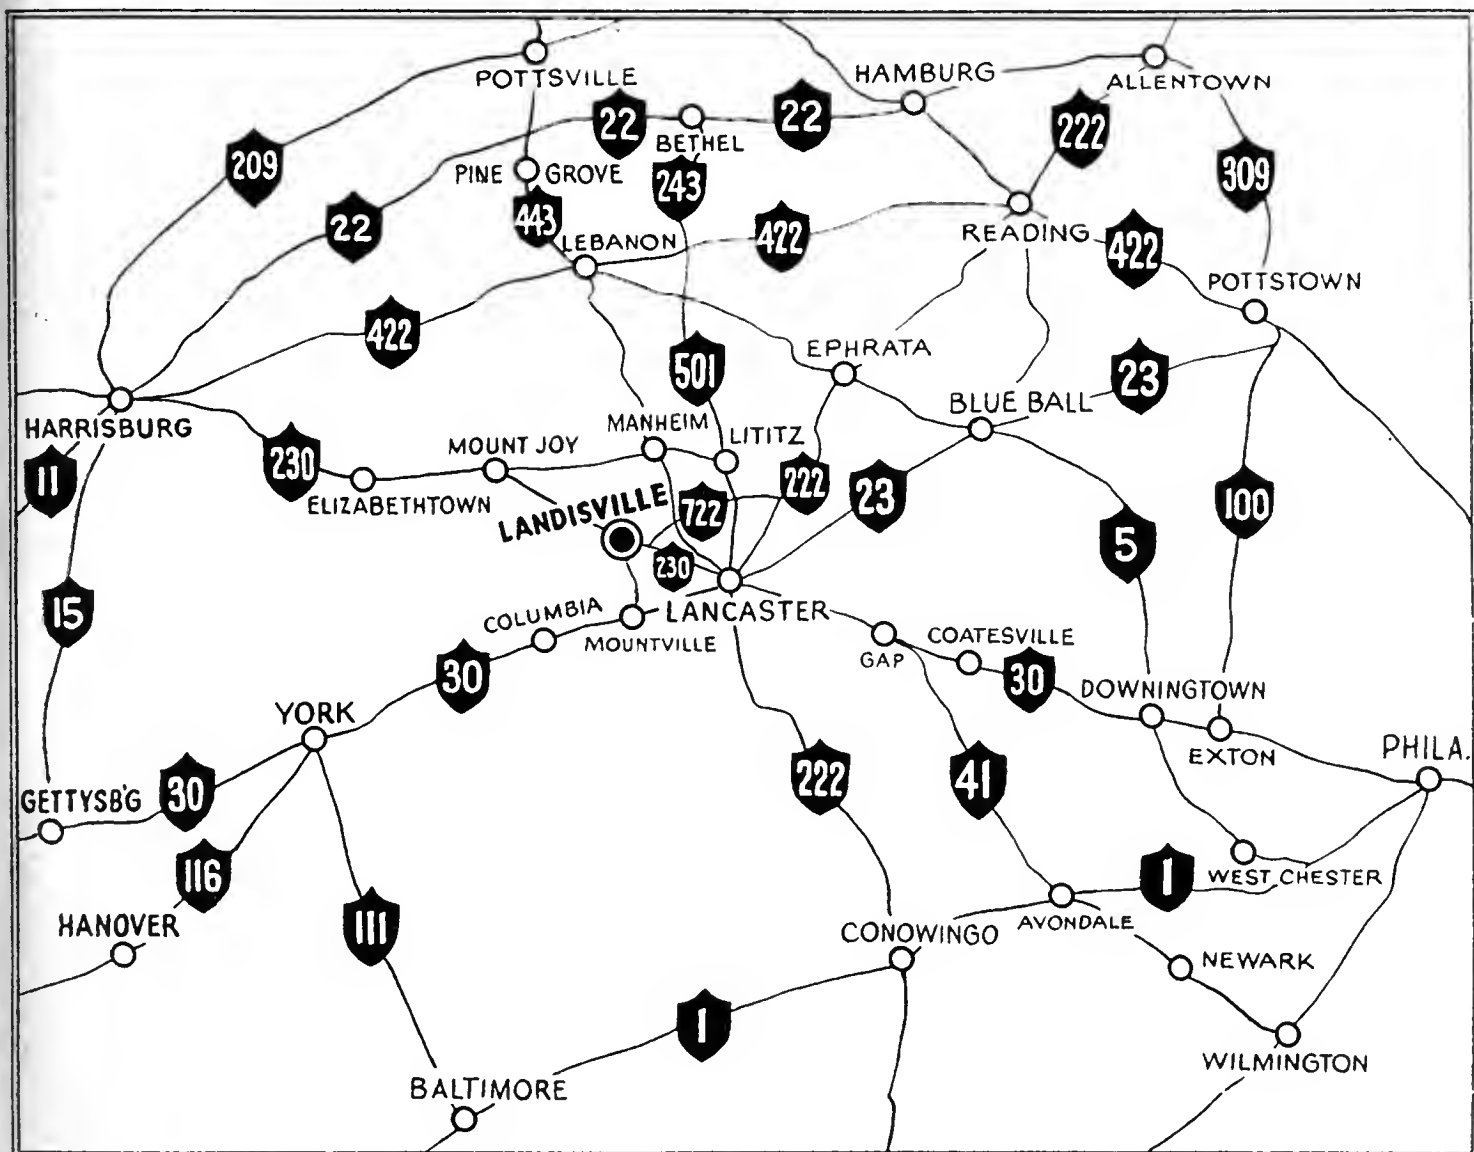 POTTSVILLE
HAMBURG
ALLENTOWN
22
22
222
BETHEL
209
PINE GROVE
243
309
443
22
LEBANON
422
READING
422
POTTSTOWN
422
EPHRATA
501
23
BLUE BALL
HARRISBURG
MANHEIM
LITITZ
MOUNT JOY
230
11
ELIZABETHTOWN
LANDISVILLE
722
222
23
100
5
230
15
COLUMBIA
LANCASTER
MOUNTVILLE
GAP
COATESVILLE
30
30
DOWNINGTOWN
EXTON
PHILA.
YORK
GETTYSB'G
30
222
41
116
1
WEST CHESTER
HANOVER
111
CONOWINGO
AVONDALE
NEWARK
1
WILMINGTON
BALTIMORE